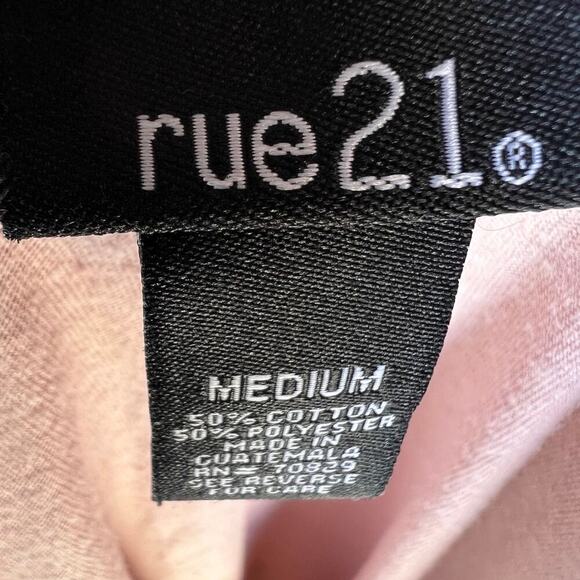 rue21®
MEDIUM
50% COTTON
50% POLYESTER
MADE IN
GUATEMALA
RN= 70829
SEE REVERSE
FOR CARE